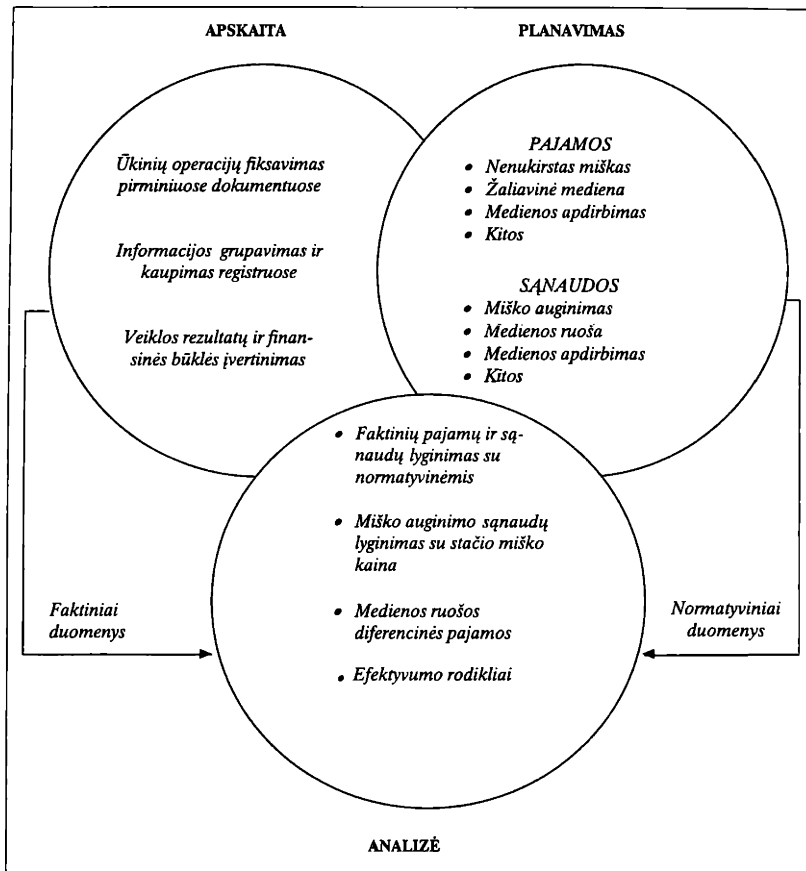 APSKAITA
PLANAVIMAS
Ūkinių operacijų fiksavimas
pirminiuose dokumentuose
Informacijos grupavimas ir
kaupimas registruose
Veiklos rezultatų ir finan-
sinės būklės įvertinimas
PAJAMOS
• Nenukirstas miškas
• Žaliavinė mediena
• Medienos apdirbimas
• Kitos
SĄNAUDOS
• Miško auginimas
• Medienos ruoša
• Medienos apdirbimas
• Kitos
• Faktinių pajamų ir są-
naudų lyginimas su
normatyvinėmis
• Miško auginimo sąnaudų
lyginimas su stačio miško
kaina
• Medienos ruošos
diferencinės pajamos
• Efektyvumo rodikliai
Faktiniai
duomenys
Normatyviniai
duomenys
ANALIZĖ